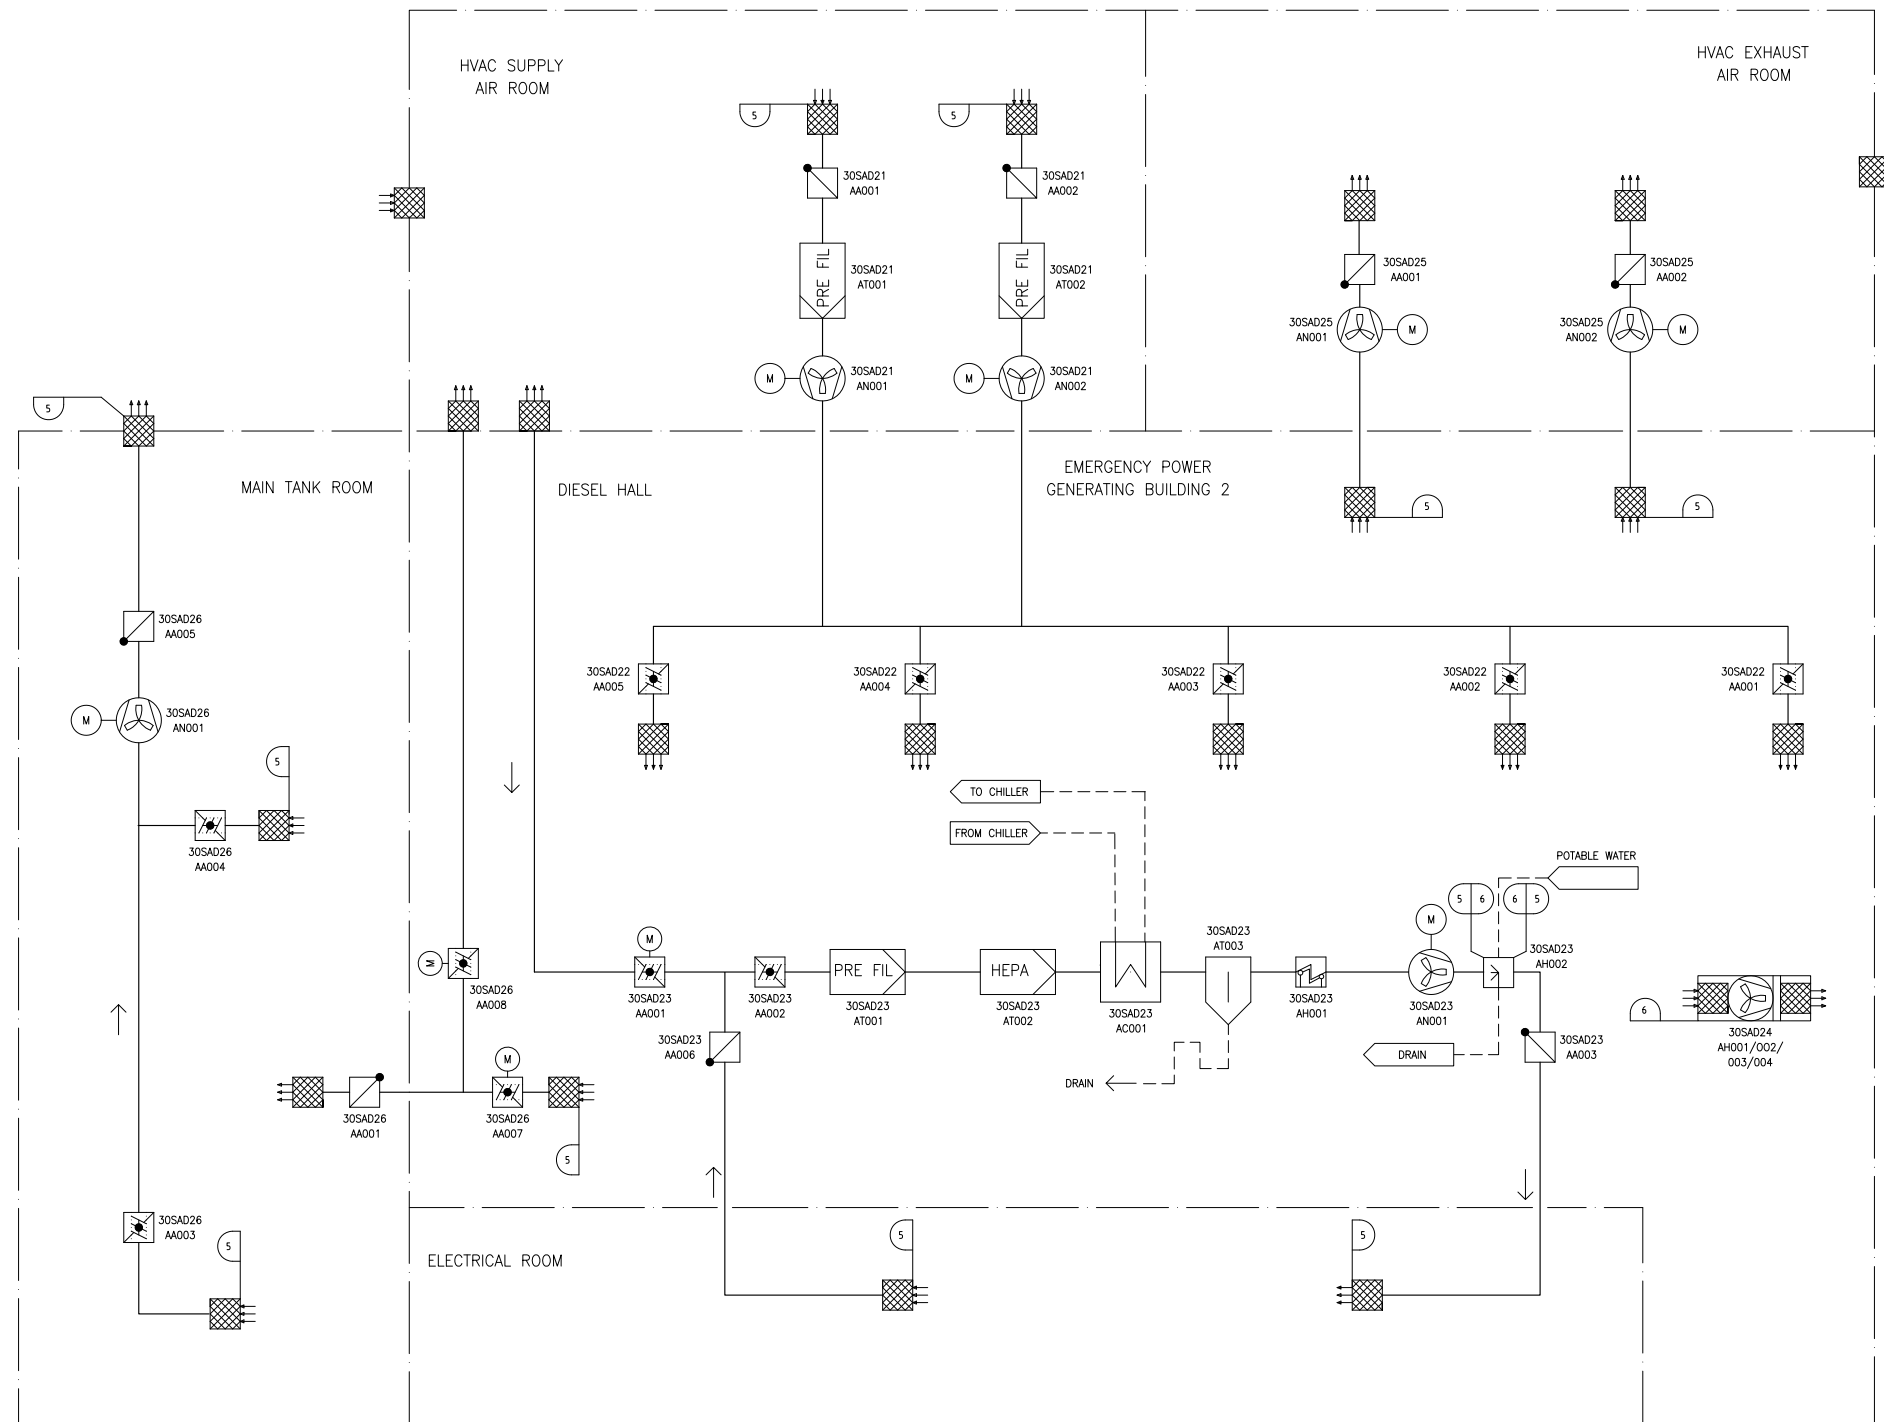 HVAC SUPPLY
AIR ROOM
HVAC EXHAUST
AIR ROOM
5
5
30SAD21
AA001
30SAD21
AA002
PRE FIL
30SAD21
AT001
PRE FIL
30SAD21
AT002
30SAD25
AA001
30SAD25
AA002
30SAD25
AN001
M
30SAD25
AN002
M
M
30SAD21
AN001
M
30SAD21
AN002
5
MAIN TANK ROOM
DIESEL HALL
EMERGENCY POWER
GENERATING BUILDING 2
5
5
30SAD26
AA005
30SAD22
AA005
30SAD22
AA004
30SAD22
AA003
30SAD22
AA002
30SAD22
AA001
M
30SAD26
AN001
5
30SAD26
AA004
TO CHILLER
FROM CHILLER
POTABLE WATER
5
6
6
5
M
30SAD26
AA008
M
30SAD23
AA001
30SAD23
AA002
PRE FIL
30SAD23
AT001
HEPA
30SAD23
AT002
30SAD23
AC001
30SAD23
AT003
30SAD23
AH001
M
30SAD23
AN001
30SAD23
AH002
6
30SAD24
AH001/002/
003/004
30SAD23
AA006
DRAIN
DRAIN
30SAD23
AA003
30SAD26
AA001
M
30SAD26
AA007
5
30SAD26
AA003
5
ELECTRICAL ROOM
5
5